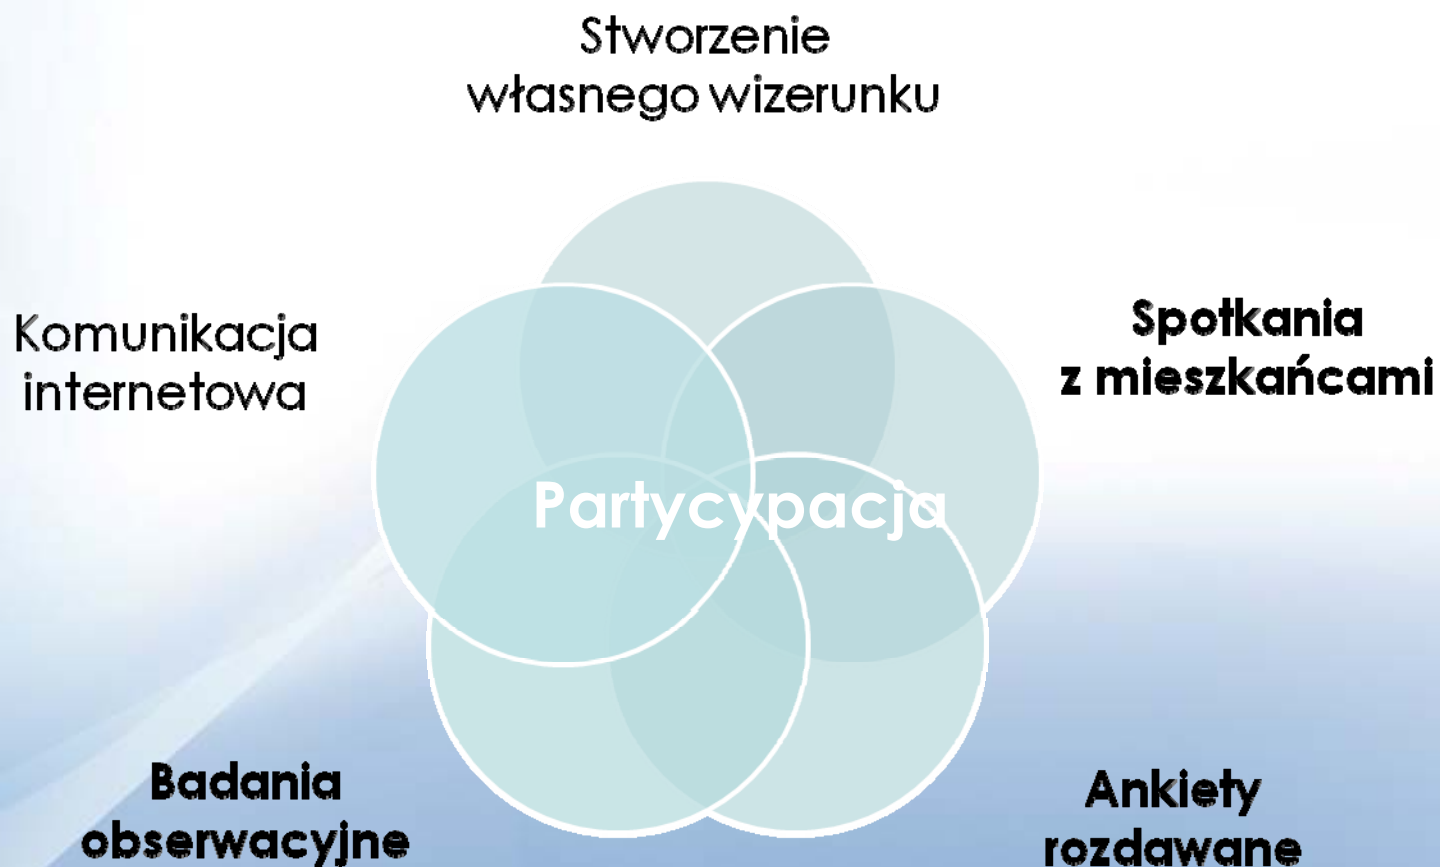 Stworzenie
własnego wizerunku
Komunikacja
internetowa
Spotkania
z mieszkańcami
Partycypacja
Badania
obserwacyjne
Ankiety
rozdawane